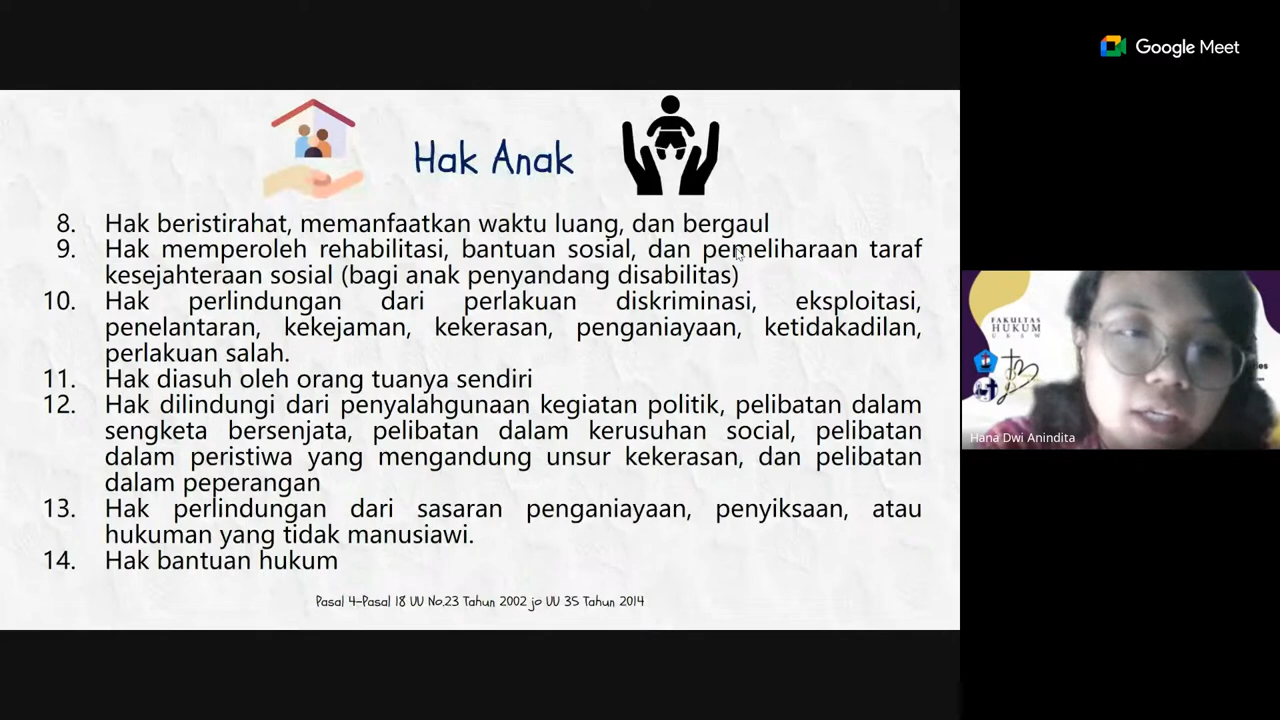 Google Meet
Hak Anak
8. Hak beristirahat, memanfaatkan waktu luang, dan bergaul
9. Hak memperoleh rehabilitasi, bantuan sosial, dan pemeliharaan taraf
kesejahteraan sosial (bagi anak penyandang disabilitas)
10. Hak perlindungan dari perlakuan diskriminasi, eksploitasi,
penelantaran, kekejaman, kekerasan, penganiayaan, ketidakadilan,
perlakuan salah.
11. Hak diasuh oleh orang tuanya sendiri
12. Hak dilindungi dari penyalahgunaan kegiatan politik, pelibatan dalam
sengketa bersenjata, pelibatan dalam kerusuhan social, pelibatan
dalam peristiwa yang mengandung unsur kekerasan, dan pelibatan
dalam peperangan
13. Hak perlindungan dari sasaran penganiayaan, penyiksaan, atau
hukuman yang tidak manusiawi.
14. Hak bantuan hukum
Pasal 4-Pasal 18 UU No.23 Tahun 2002 jo UU 35 Tahun 2014
FAKULTAS
HUKUM
UKSW
Hana Dwi Anindita